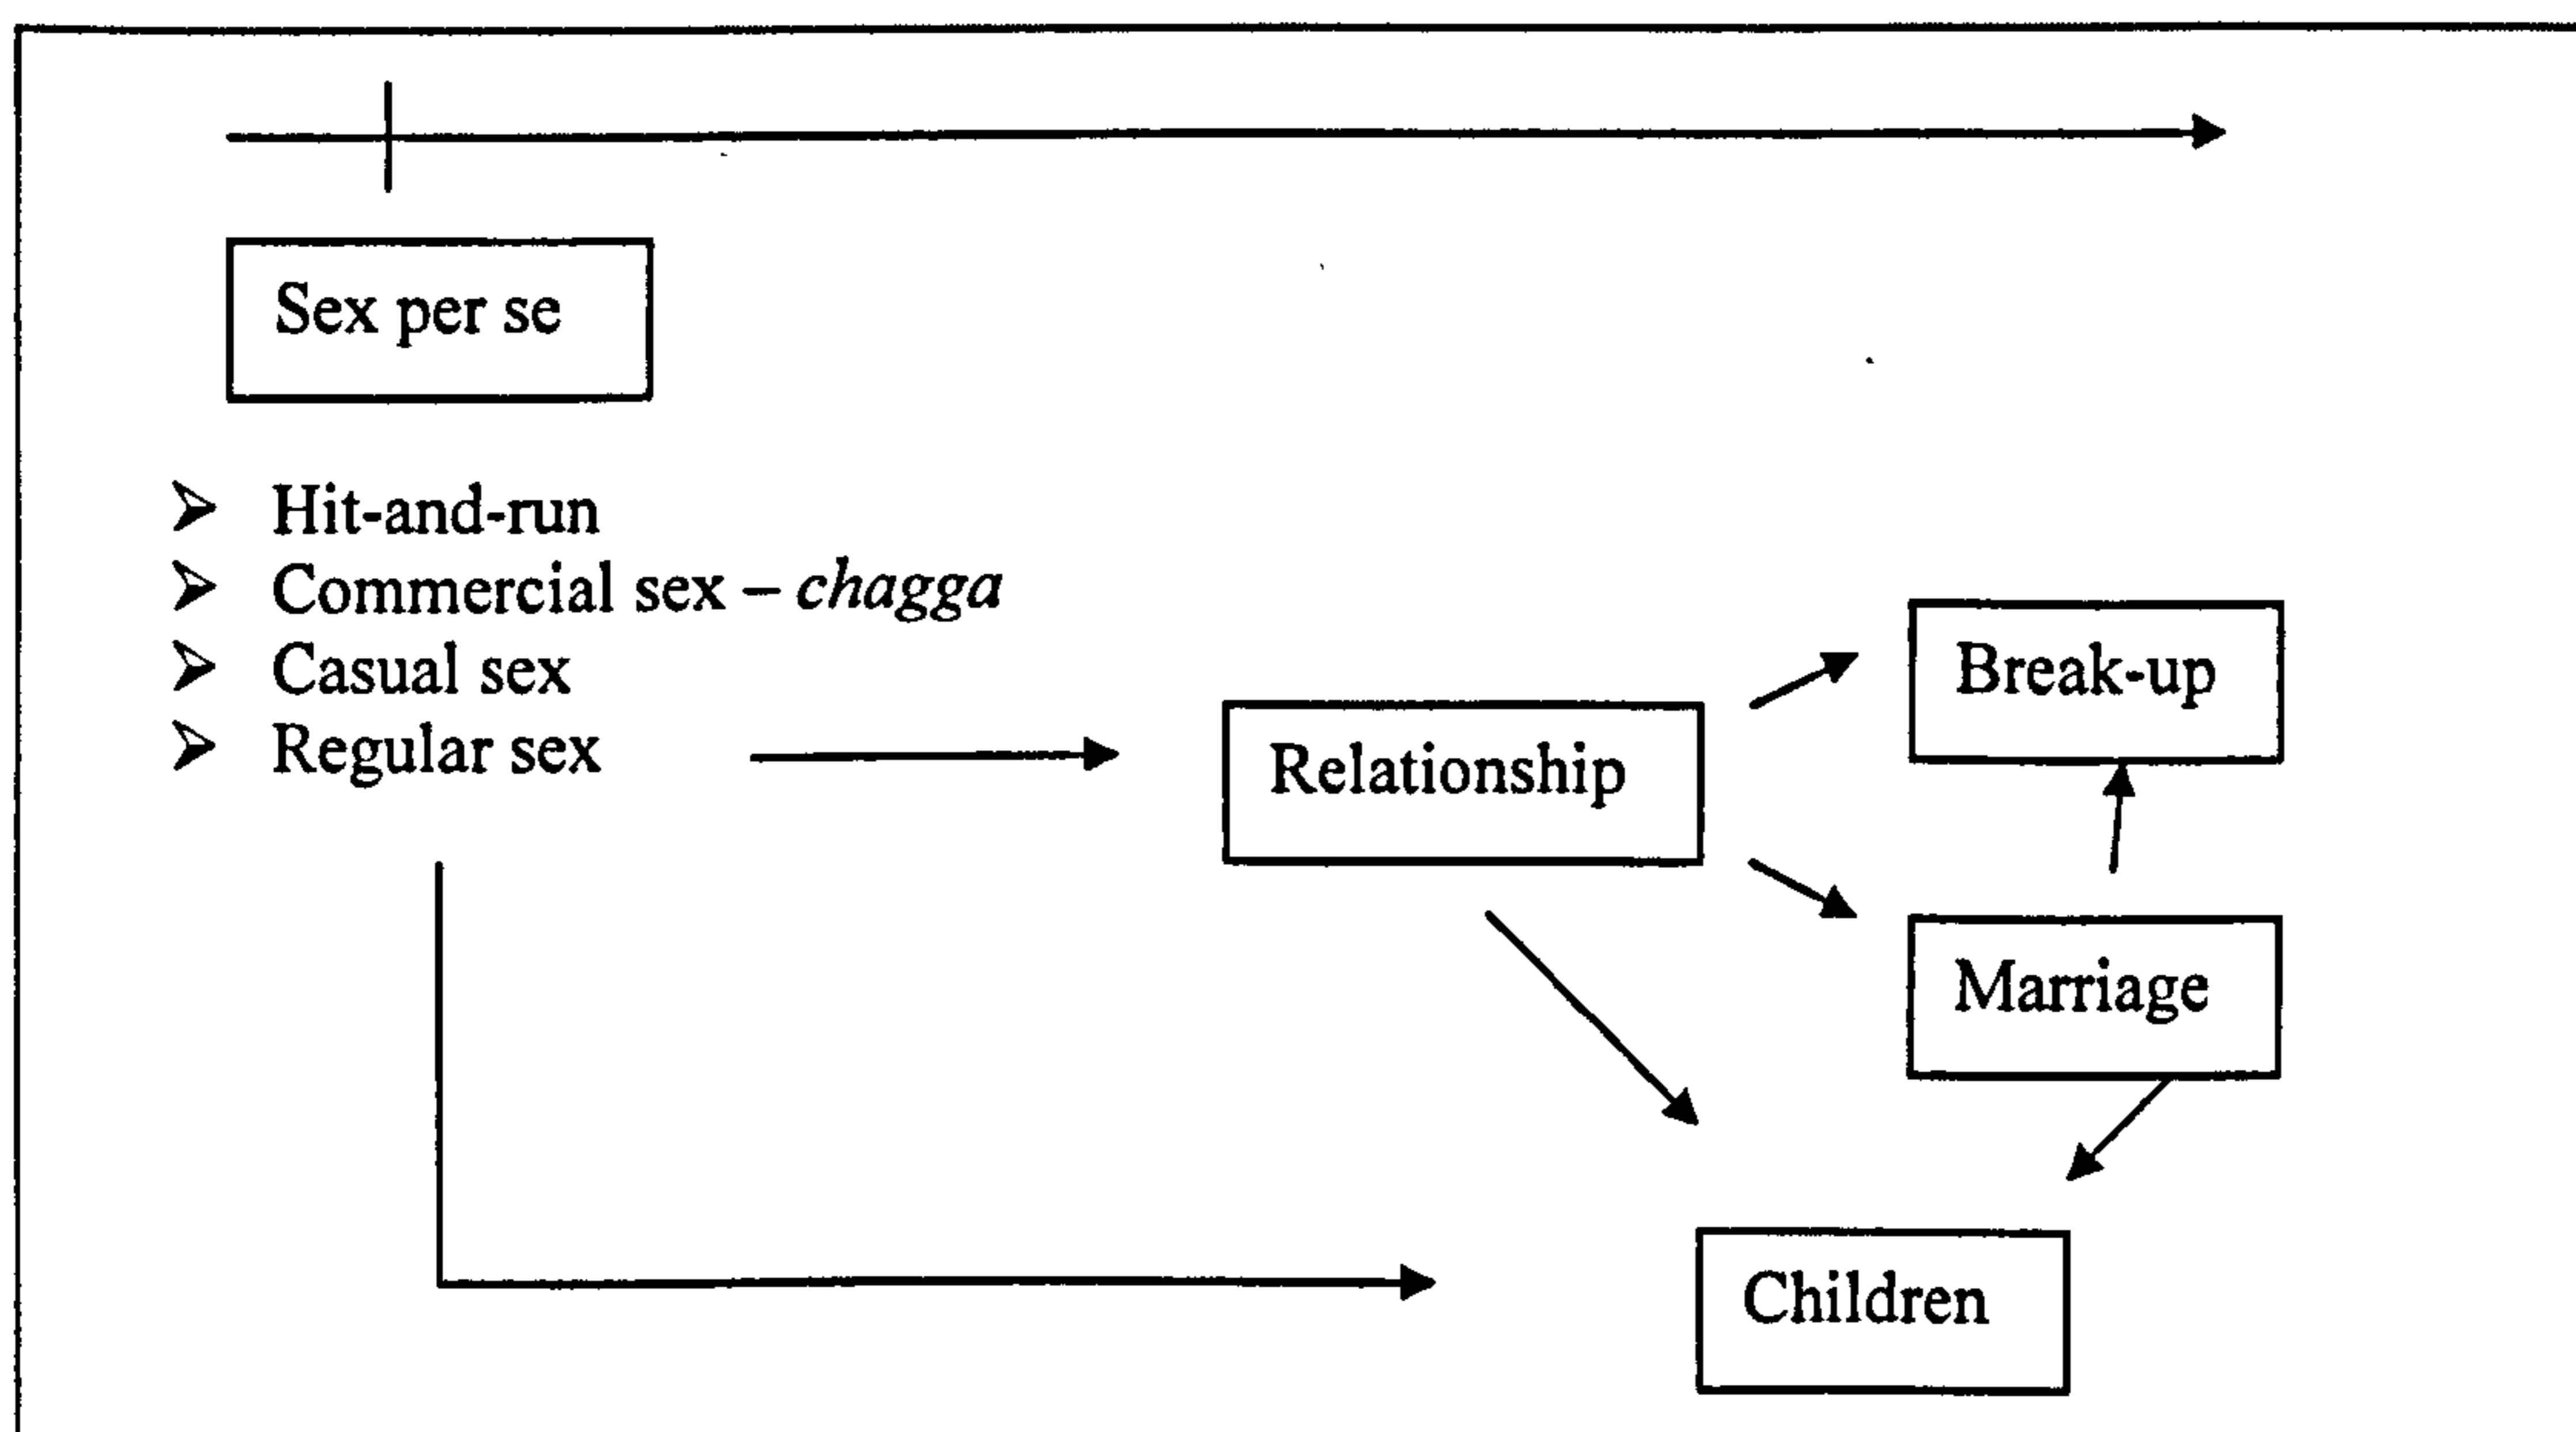 Sex per se
Hit-and-run
Commercial sex – chagga
Casual sex
Regular sex
Relationship
Break-up
Marriage
Children